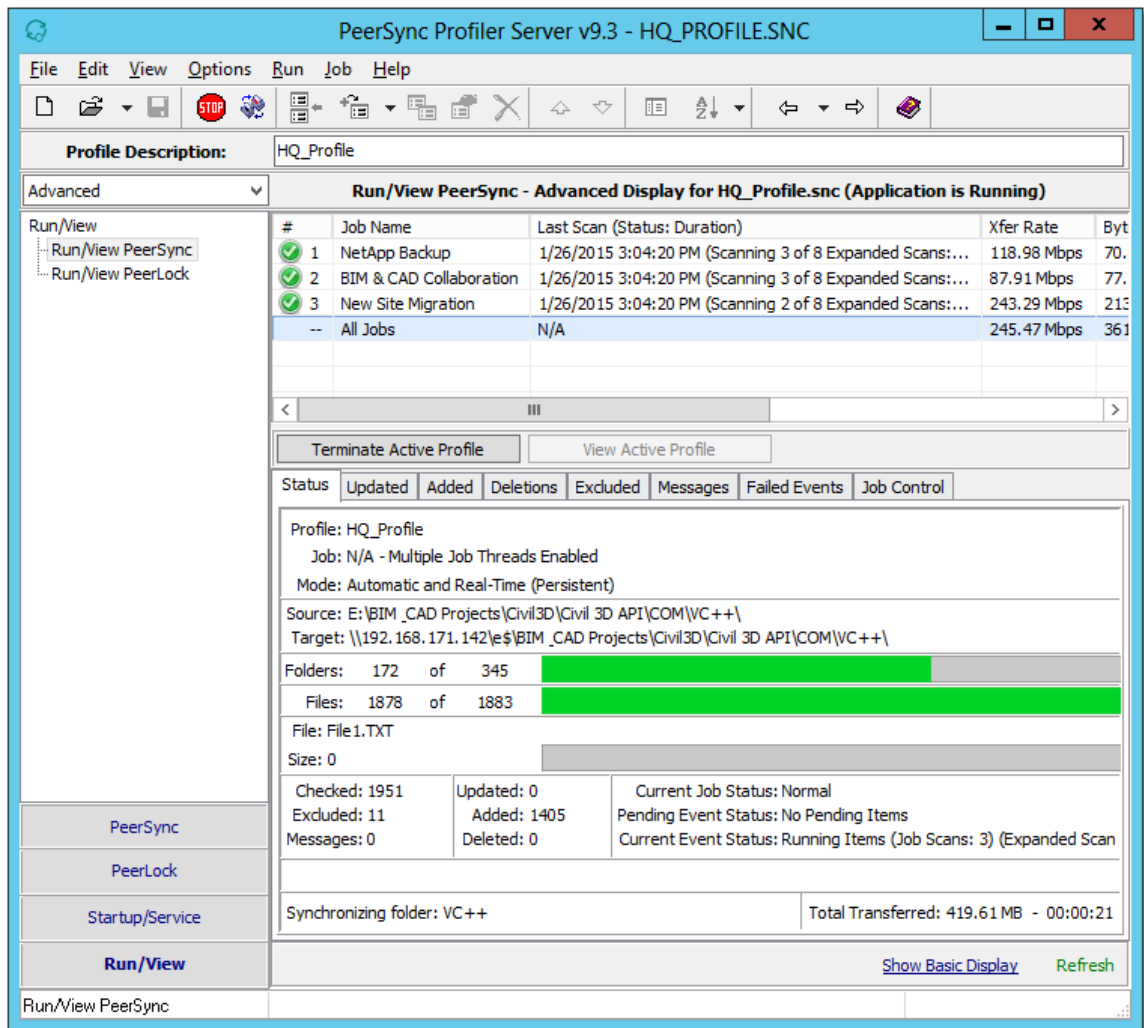 PeerSync Profiler Server v9.3 - HQ_PROFILE.SNC
File Edit View Options Run Job Help
STOP
Profile Description: HQ_Profile
Advanced
Run/View PeerSync - Advanced Display for HQ_Profile.snc (Application is Running)
Run/View
Run/View PeerSync
Run/View PeerLock
# Job Name Last Scan (Status: Duration) Xfer Rate Byt
1 NetApp Backup 1/26/2015 3:04:20 PM (Scanning 3 of 8 Expanded Scans:... 118.98 Mbps 70.
2 BIM & CAD Collaboration 1/26/2015 3:04:20 PM (Scanning 3 of 8 Expanded Scans:... 87.91 Mbps 77.
3 New Site Migration 1/26/2015 3:04:20 PM (Scanning 2 of 8 Expanded Scans:... 243.29 Mbps 213
-- All Jobs N/A 245.47 Mbps 361
Terminate Active Profile View Active Profile
Status Updated Added Deletions Excluded Messages Failed Events Job Control
Profile: HQ_Profile
Job: N/A - Multiple Job Threads Enabled
Mode: Automatic and Real-Time (Persistent)
Source: E:\BIM_CAD Projects\Civil3D\Civil 3D API\COM\VC++\
Target: \\192.168.171.142\e$\BIM_CAD Projects\Civil3D\Civil 3D API\COM\VC++\
Folders: 172 of 345
Files: 1878 of 1883
File: File1.TXT
Size: 0
Checked: 1951 Updated: 0 Current Job Status: Normal
Excluded: 11 Added: 1405 Pending Event Status: No Pending Items
Messages: 0 Deleted: 0 Current Event Status: Running Items (Job Scans: 3) (Expanded Scan
Synchronizing folder: VC++ Total Transferred: 419.61 MB - 00:00:21
PeerSync
PeerLock
Startup/Service
Run/View
Show Basic Display Refresh
Run/View PeerSync